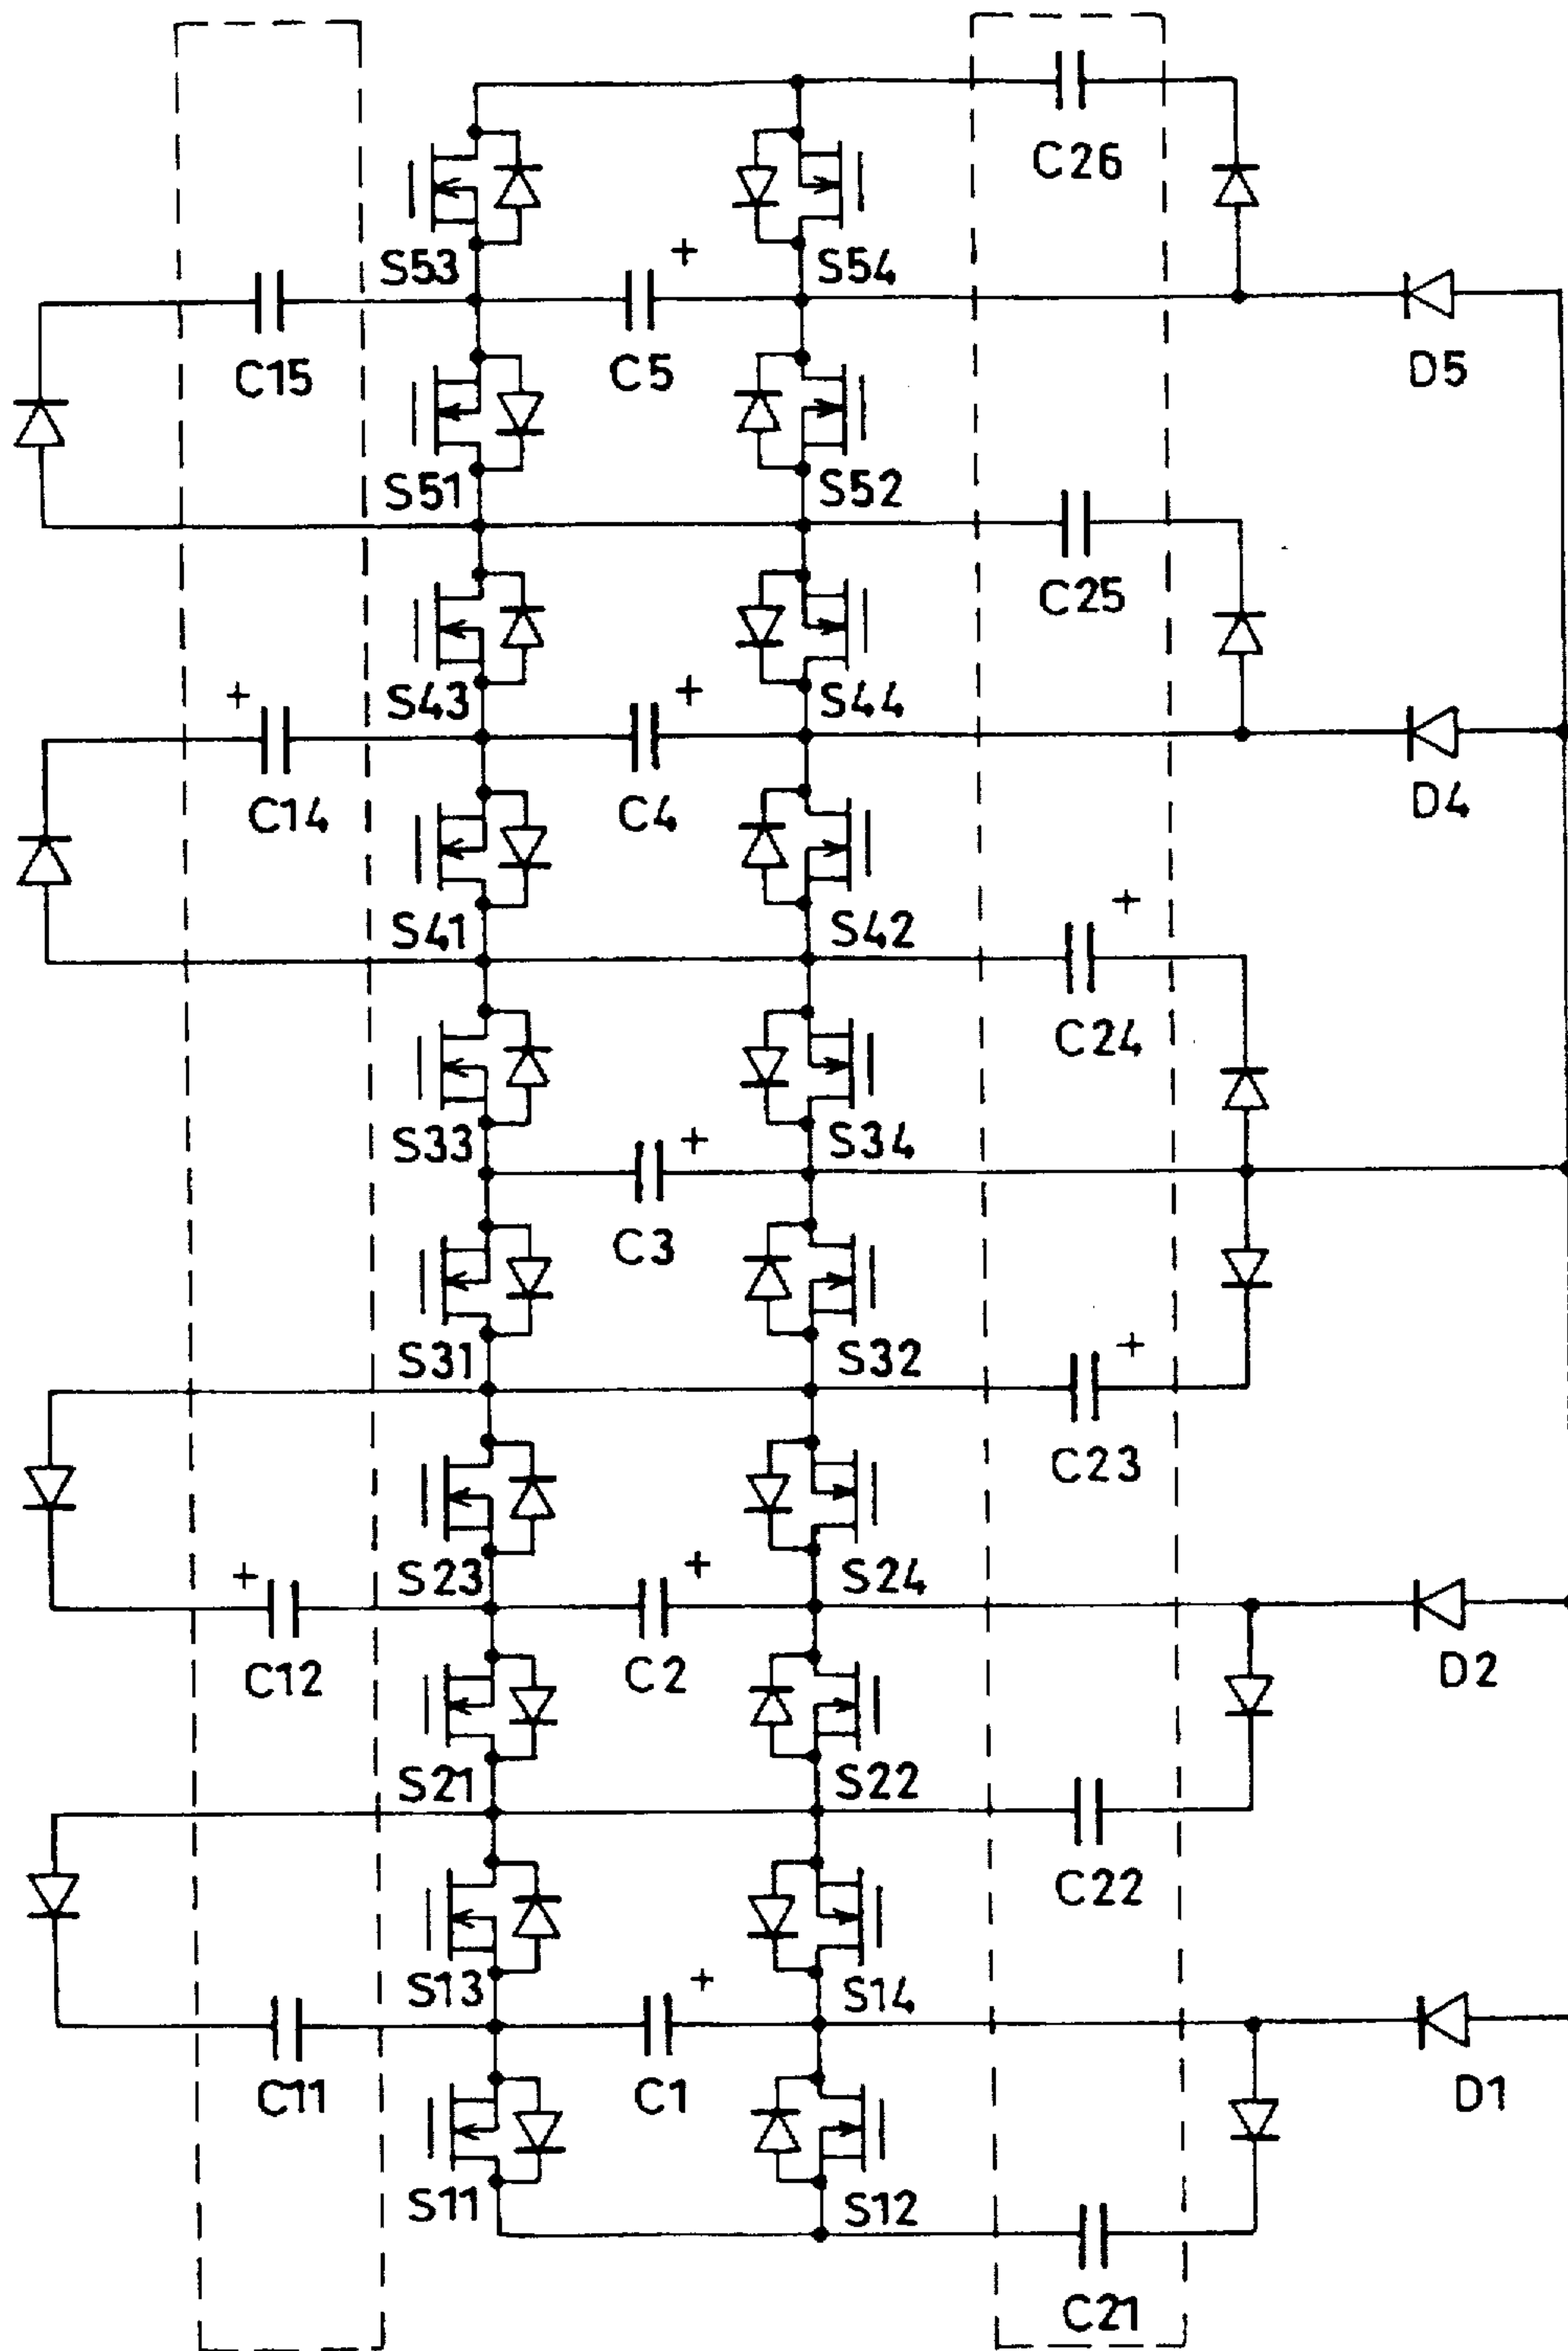 C26
S53 + S54
C15 C5 D5
S51 S52
C25
+ S43 + S44
C14 C4 D4
S41 S42 +
C24
S33 + S34
C3
S31 S32 +
C23
+ S23 + S24
C12 C2 D2
S21 S22
C22
S13 + S14
C11 C1 D1
S11 S12
C21